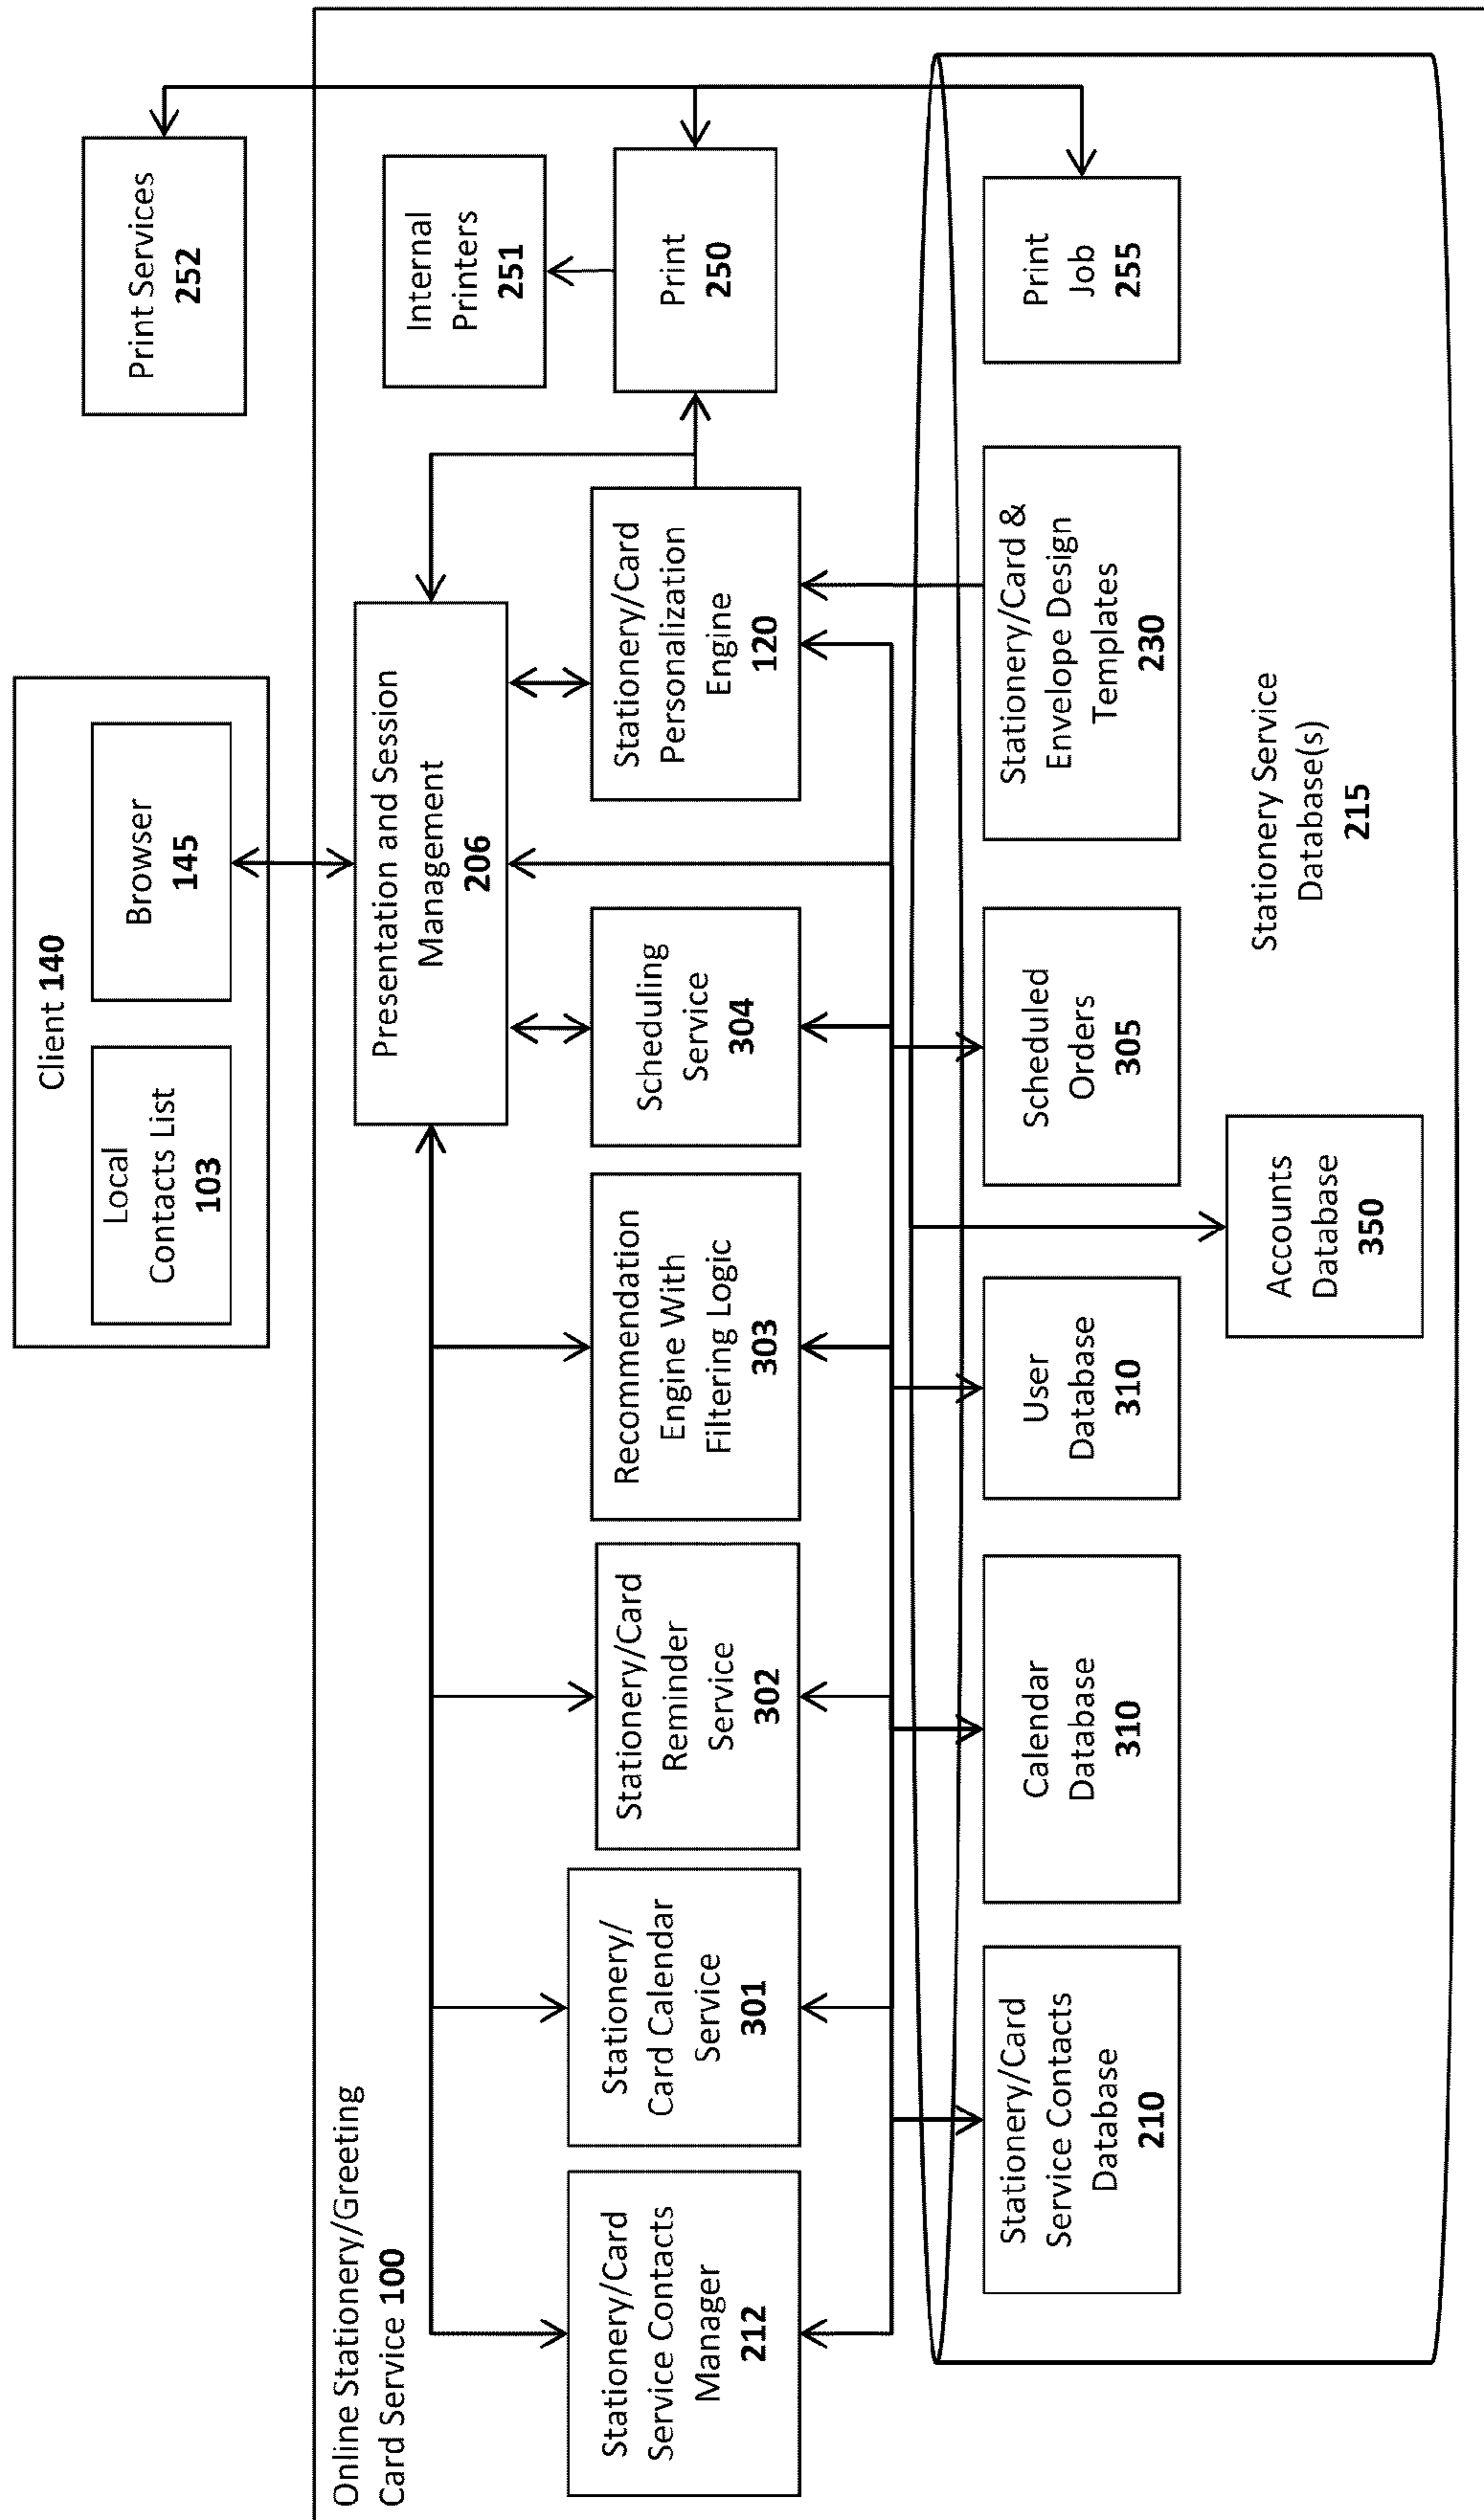 Client 140
Local
Contacts List
103
Browser
145
Print Services
252
Online Stationery/Greeting
Card Service 100
Presentation and Session
Management
206
Internal
Printers
251
Stationery/Card
Service Contacts
Manager
212
Stationery/
Card Calendar
Service
301
Stationery/Card
Reminder
Service
302
Recommendation
Engine With
Filtering Logic
303
Scheduling
Service
304
Stationery/Card
Personalization
Engine
120
Print
250
Stationery/Card
Service Contacts
Database
210
Calendar
Database
310
User
Database
310
Scheduled
Orders
305
Stationery/Card &
Envelope Design
Templates
230
Print
Job
255
Accounts
Database
350
Stationery Service
Database(s)
215